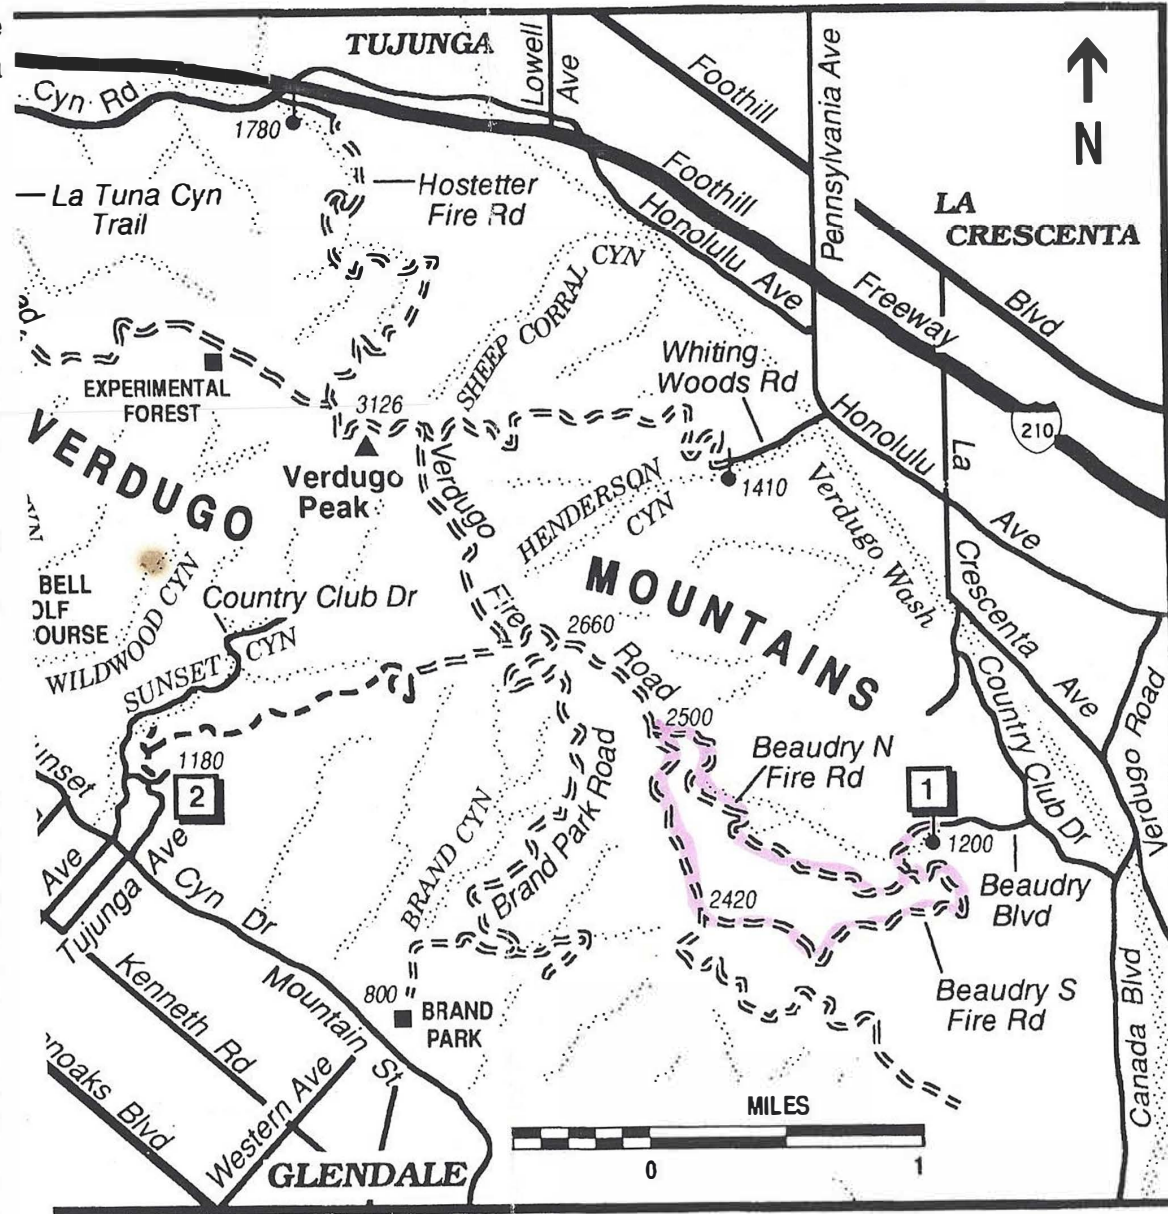 TUJUNGA
Lowell
Ave
Foothill
Pennsylvania Ave
N
Cyn Rd
1780
La Tuna Cyn
Trail
Hostetter
Fire Rd
Foothill
Honolulu Ave
LA
CRESCENTA
SHEEP CORRAL CYN
Freeway
Blvd
Whiting
Woods Rd
EXPERIMENTAL
FOREST
3126
Honolulu
210
VERDUGO
Verdugo
Peak
Verdugo
HENDERSON
CYN
1410
Verdugo Wash
La
Ave
BELL
OLF
OURSE
WILDWOOD CYN
Country Club Dr
SUNSET CYN
Fire
MOUNTAINS
2660
Road
Crescenta
Ave
Country Club Dr
Verdugo Road
2500
Beaudry N
Fire Rd
1
1180
2
unset
Brand Park Road
BRAND CYN
1200
Beaudry
Blvd
Ave
Ave
Tujunga
Cyn Dr
2420
Beaudry S
Fire Rd
Kenneth Rd
Mountain St
800
BRAND
PARK
Canada Blvd
noaks Blvd
Western Ave
GLENDALE
MILES
0
1